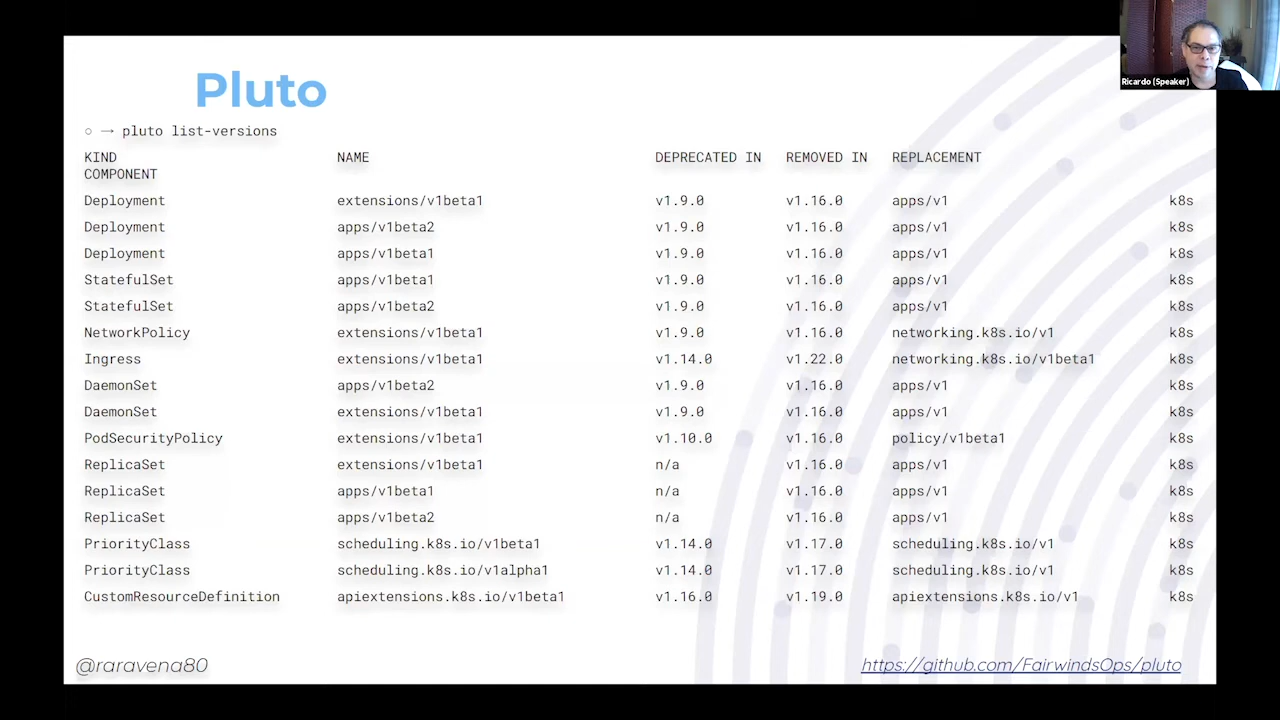 Ricardo (Speaker)
Pluto
○ → pluto list-versions
KIND NAME DEPRECATED IN REMOVED IN REPLACEMENT
COMPONENT
Deployment extensions/v1beta1 v1.9.0 v1.16.0 apps/v1 k8s
Deployment apps/v1beta2 v1.9.0 v1.16.0 apps/v1 k8s
Deployment apps/v1beta1 v1.9.0 v1.16.0 apps/v1 k8s
StatefulSet apps/v1beta1 v1.9.0 v1.16.0 apps/v1 k8s
StatefulSet apps/v1beta2 v1.9.0 v1.16.0 apps/v1 k8s
NetworkPolicy extensions/v1beta1 v1.9.0 v1.16.0 networking.k8s.io/v1 k8s
Ingress extensions/v1beta1 v1.14.0 v1.22.0 networking.k8s.io/v1beta1 k8s
DaemonSet apps/v1beta2 v1.9.0 v1.16.0 apps/v1 k8s
DaemonSet extensions/v1beta1 v1.9.0 v1.16.0 apps/v1 k8s
PodSecurityPolicy extensions/v1beta1 v1.10.0 v1.16.0 policy/v1beta1 k8s
ReplicaSet extensions/v1beta1 n/a v1.16.0 apps/v1 k8s
ReplicaSet apps/v1beta1 n/a v1.16.0 apps/v1 k8s
ReplicaSet apps/v1beta2 n/a v1.16.0 apps/v1 k8s
PriorityClass scheduling.k8s.io/v1beta1 v1.14.0 v1.17.0 scheduling.k8s.io/v1 k8s
PriorityClass scheduling.k8s.io/v1alpha1 v1.14.0 v1.17.0 scheduling.k8s.io/v1 k8s
CustomResourceDefinition apiextensions.k8s.io/v1beta1 v1.16.0 v1.19.0 apiextensions.k8s.io/v1 k8s
@raravena80
https://github.com/FairwindsOps/pluto